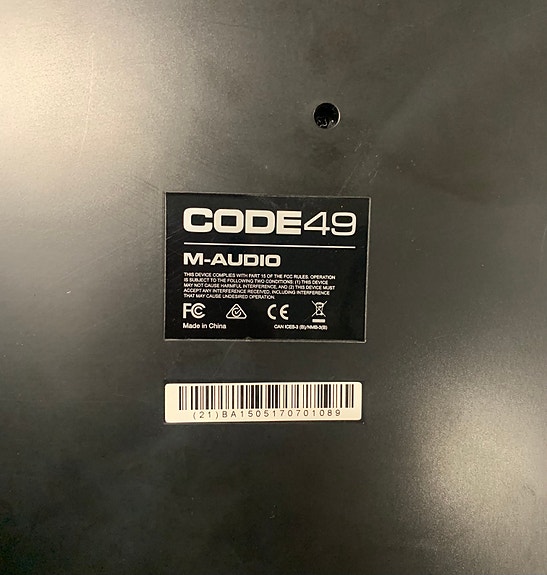 CODE49
M-AUDIO
THIS DEVICE COMPLIES WITH PART 15 OF THE FCC RULES. OPERATION
IS SUBJECT TO THE FOLLOWING TWO CONDITIONS: (1) THIS DEVICE
MAY NOT CAUSE HARMFUL INTERFERENCE, AND (2) THIS DEVICE MUST
ACCEPT ANY INTERFERENCE RECEIVED, INCLUDING INTERFERENCE
THAT MAY CAUSE UNDESIRED OPERATION.
FC CE
Made in China CAN ICES-3 (B)/NMB-3(B)
(21)BA1505170701089